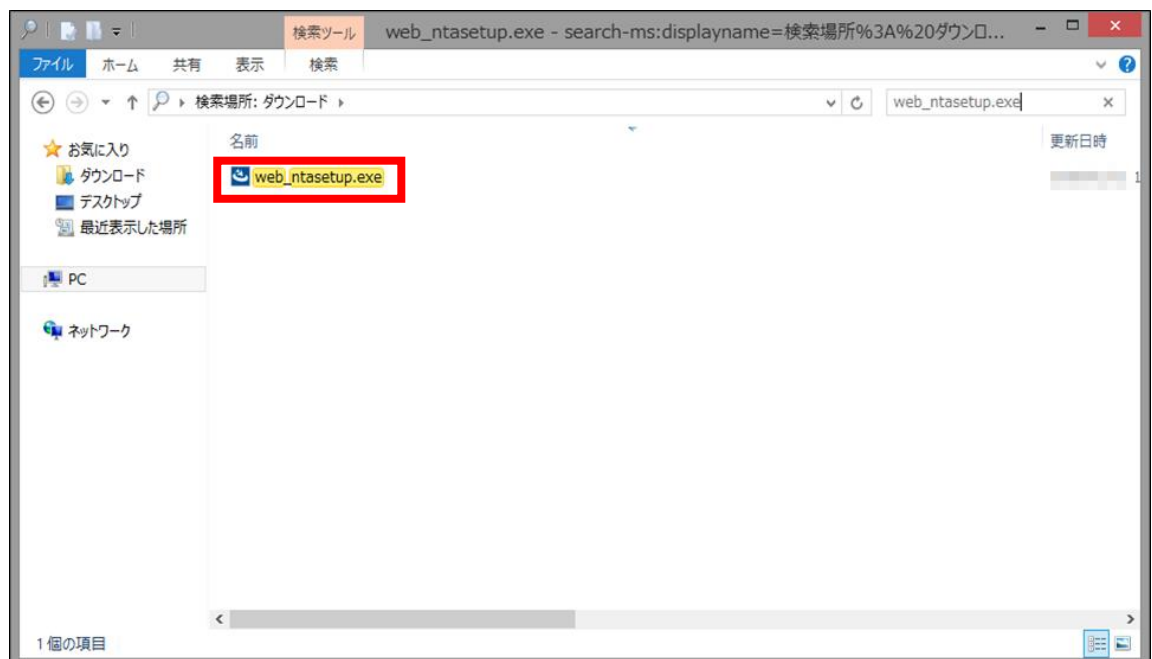 検索ツール web_ntasetup.exe - search-ms:displayname=検索場所%3A%20ダウンロ...
ファイル ホーム 共有 表示 検索
検索場所: ダウンロード web_ntasetup.exe
お気に入り
ダウンロード
デスクトップ
最近表示した場所
PC
ネットワーク
名前 更新日時
web_ntasetup.exe 1
1 個の項目